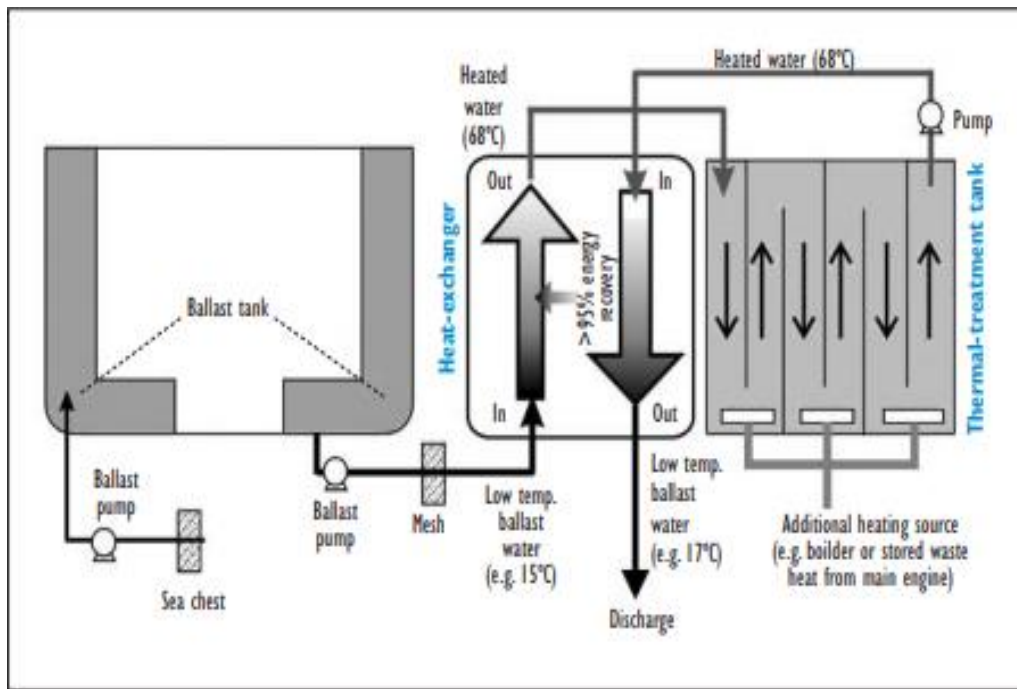 Heated water (68°C)
Heated
water
(68°C)
Pump
Out
In
Heat-exchanger
>95% energy
recovery
Thermal-treatment tank
Ballast tank
In
Out
Ballast
pump
Sea chest
Ballast
pump
Mesh
Low temp.
ballast
water
(e.g. 15°C)
Low temp.
ballast
water
(e.g. 17°C)
Discharge
Additional heating source
(e.g. boilder or stored waste
heat from main engine)